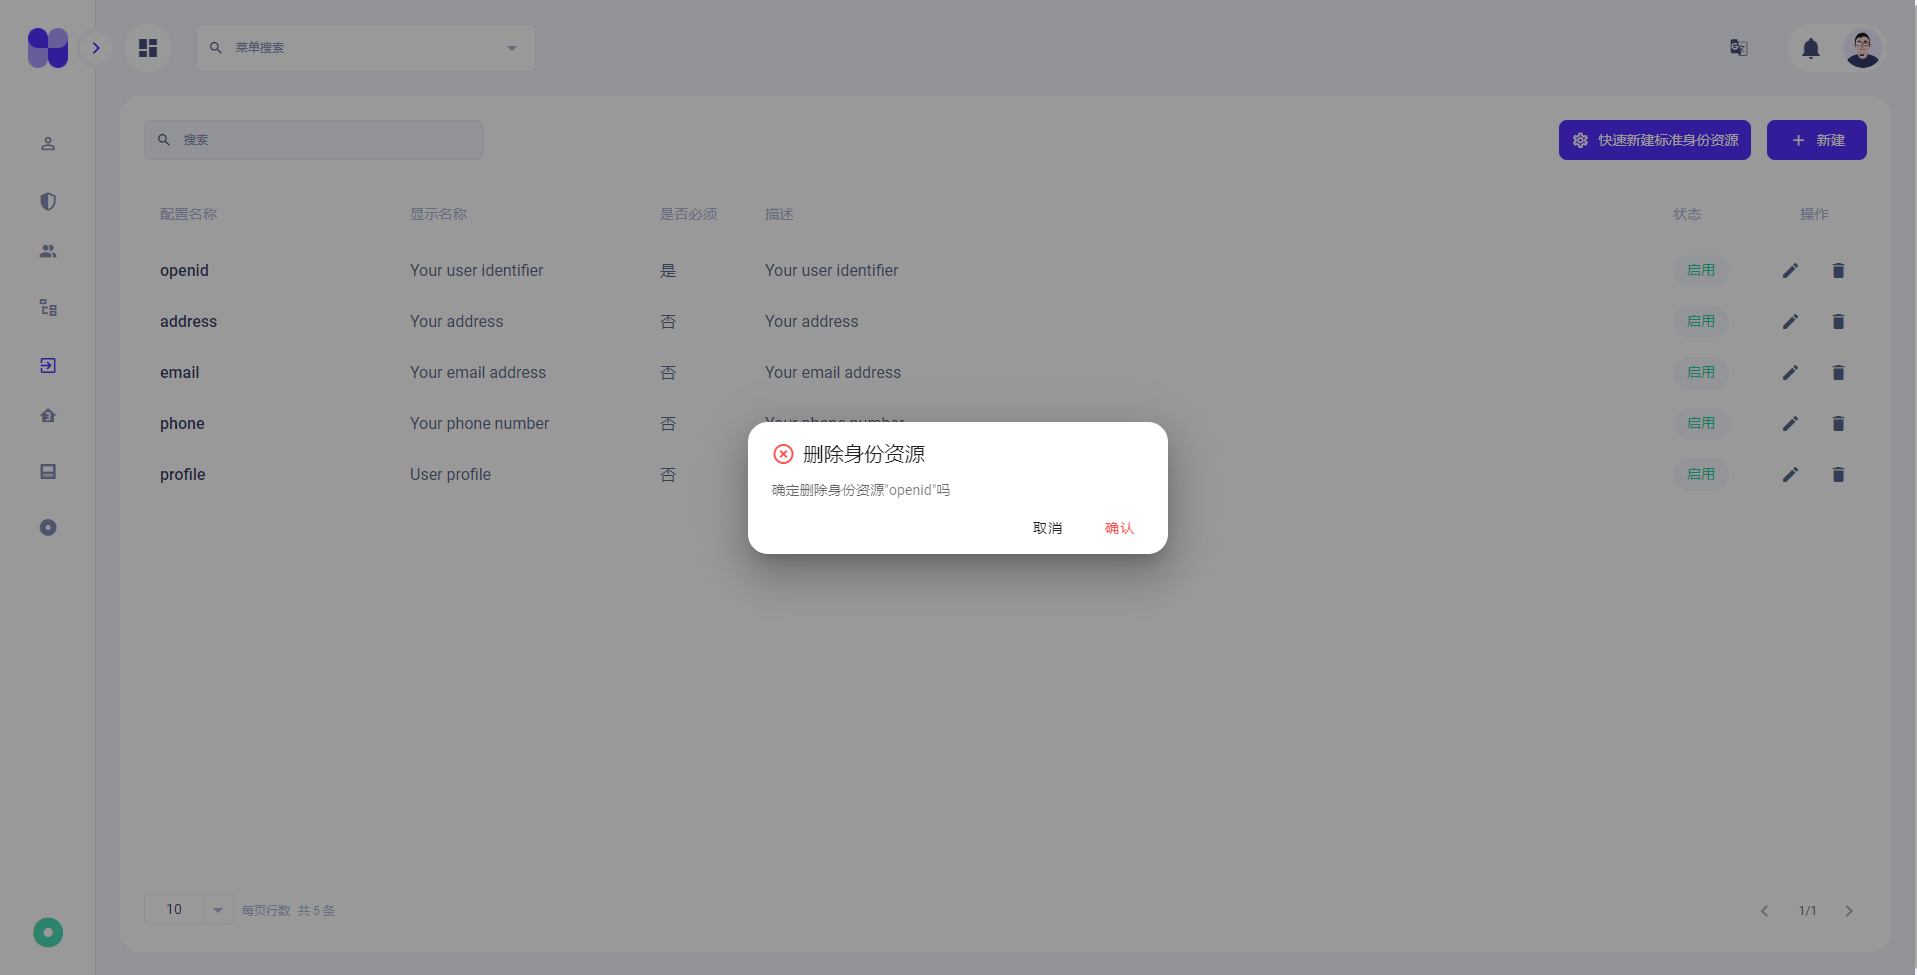 菜单搜索
搜索
快速新建标准身份资源
新建
配置名称 显示名称 是否必须 描述 状态 操作
openid Your user identifier 是 Your user identifier 启用
address Your address 否 Your address 启用
email Your email address 否 Your email address 启用
phone Your phone number 否 Your phone number 启用
profile User profile 否 启用
删除身份资源
确定删除身份资源"openid"吗
取消 确认
10 每页行数 共 5 条 1/1